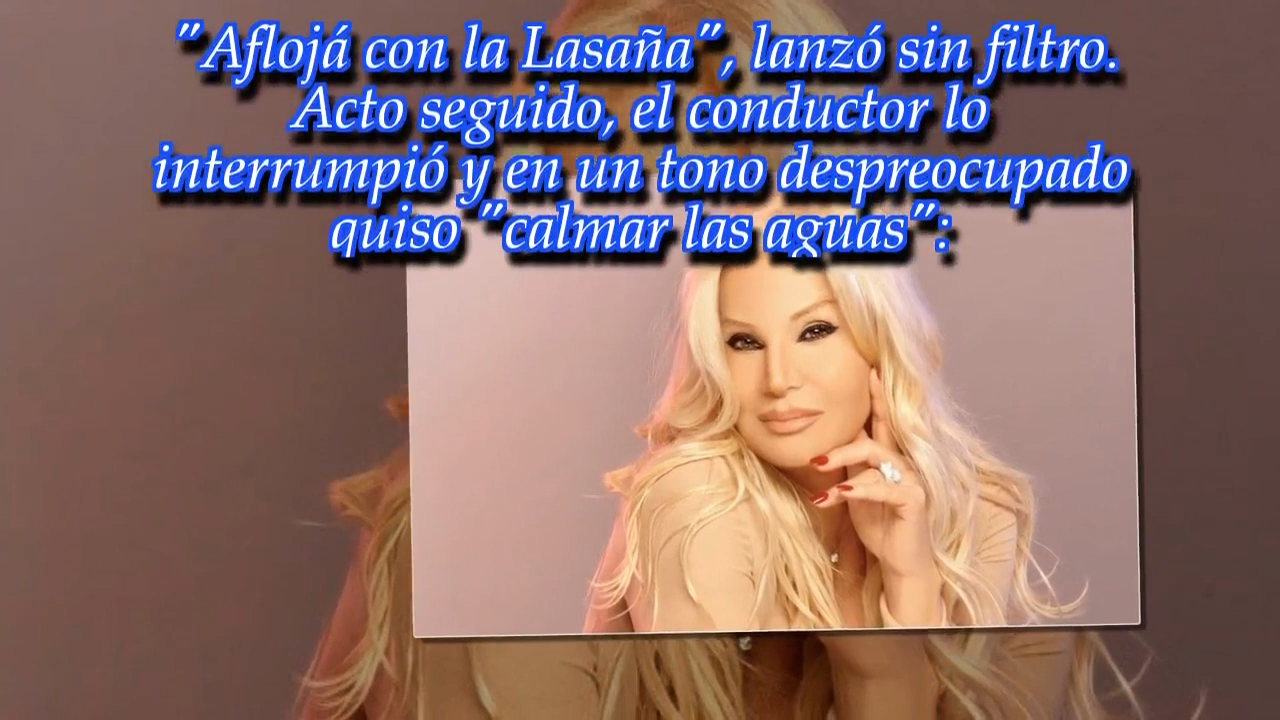 "Aflojá con la Lasaña", lanzó sin filtro.
Acto seguido, el conductor lo
interrumpió y en un tono despreocupado
quiso "calmar las aguas":